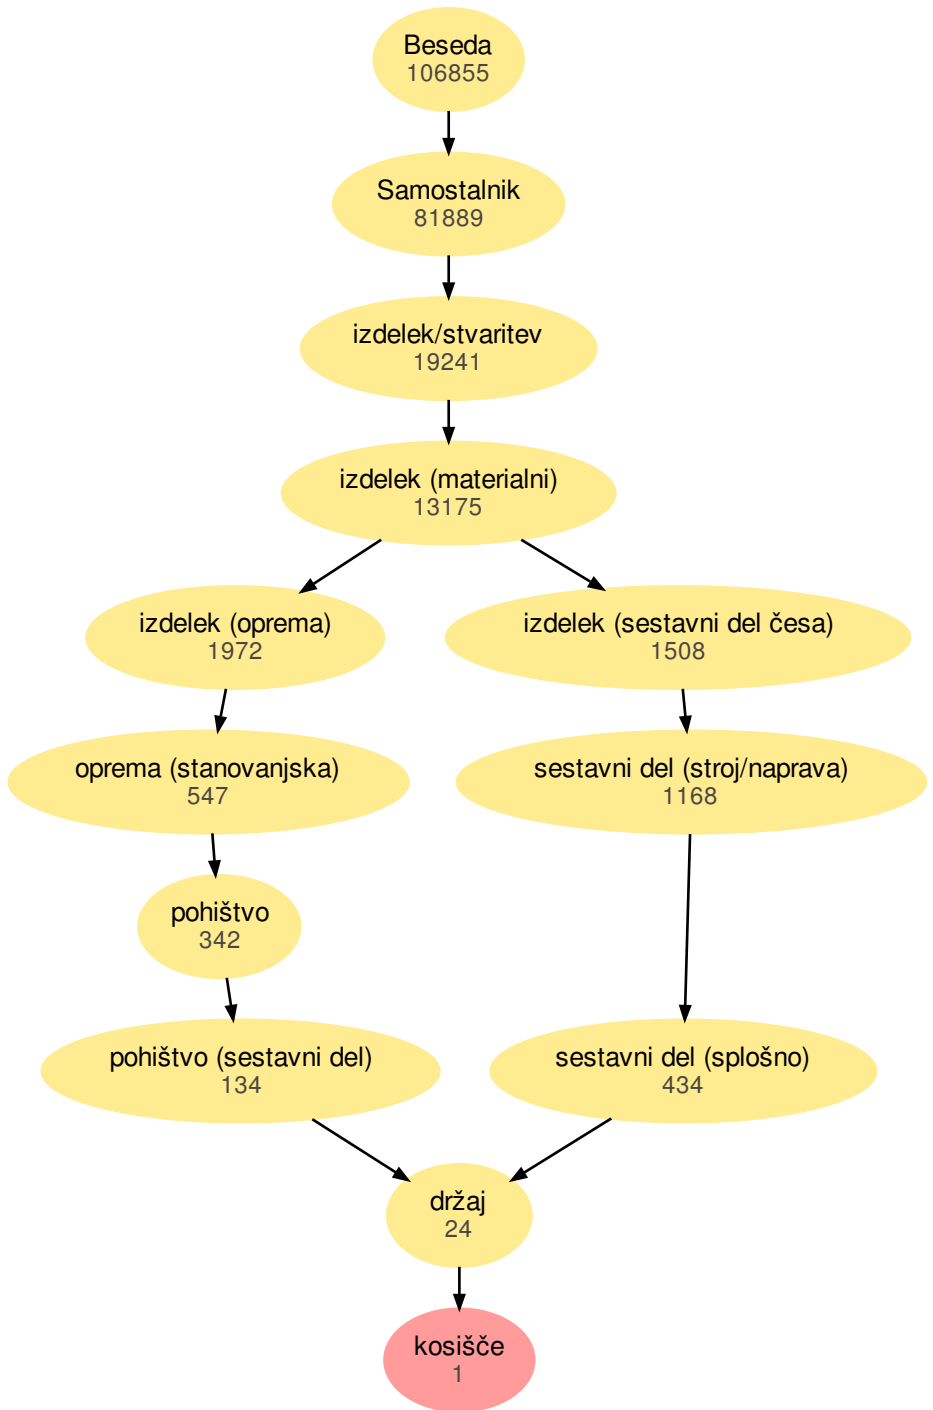 Beseda
106855
Samostalnik
81889
izdelek/stvaritev
19241
izdelek (materialni)
13175
izdelek (oprema)
1972
izdelek (sestavni del česa)
1508
oprema (stanovanjska)
547
sestavni del (stroj/naprava)
1168
pohištvo
342
pohištvo (sestavni del)
134
sestavni del (splošno)
434
držaj
24
kosišče
1